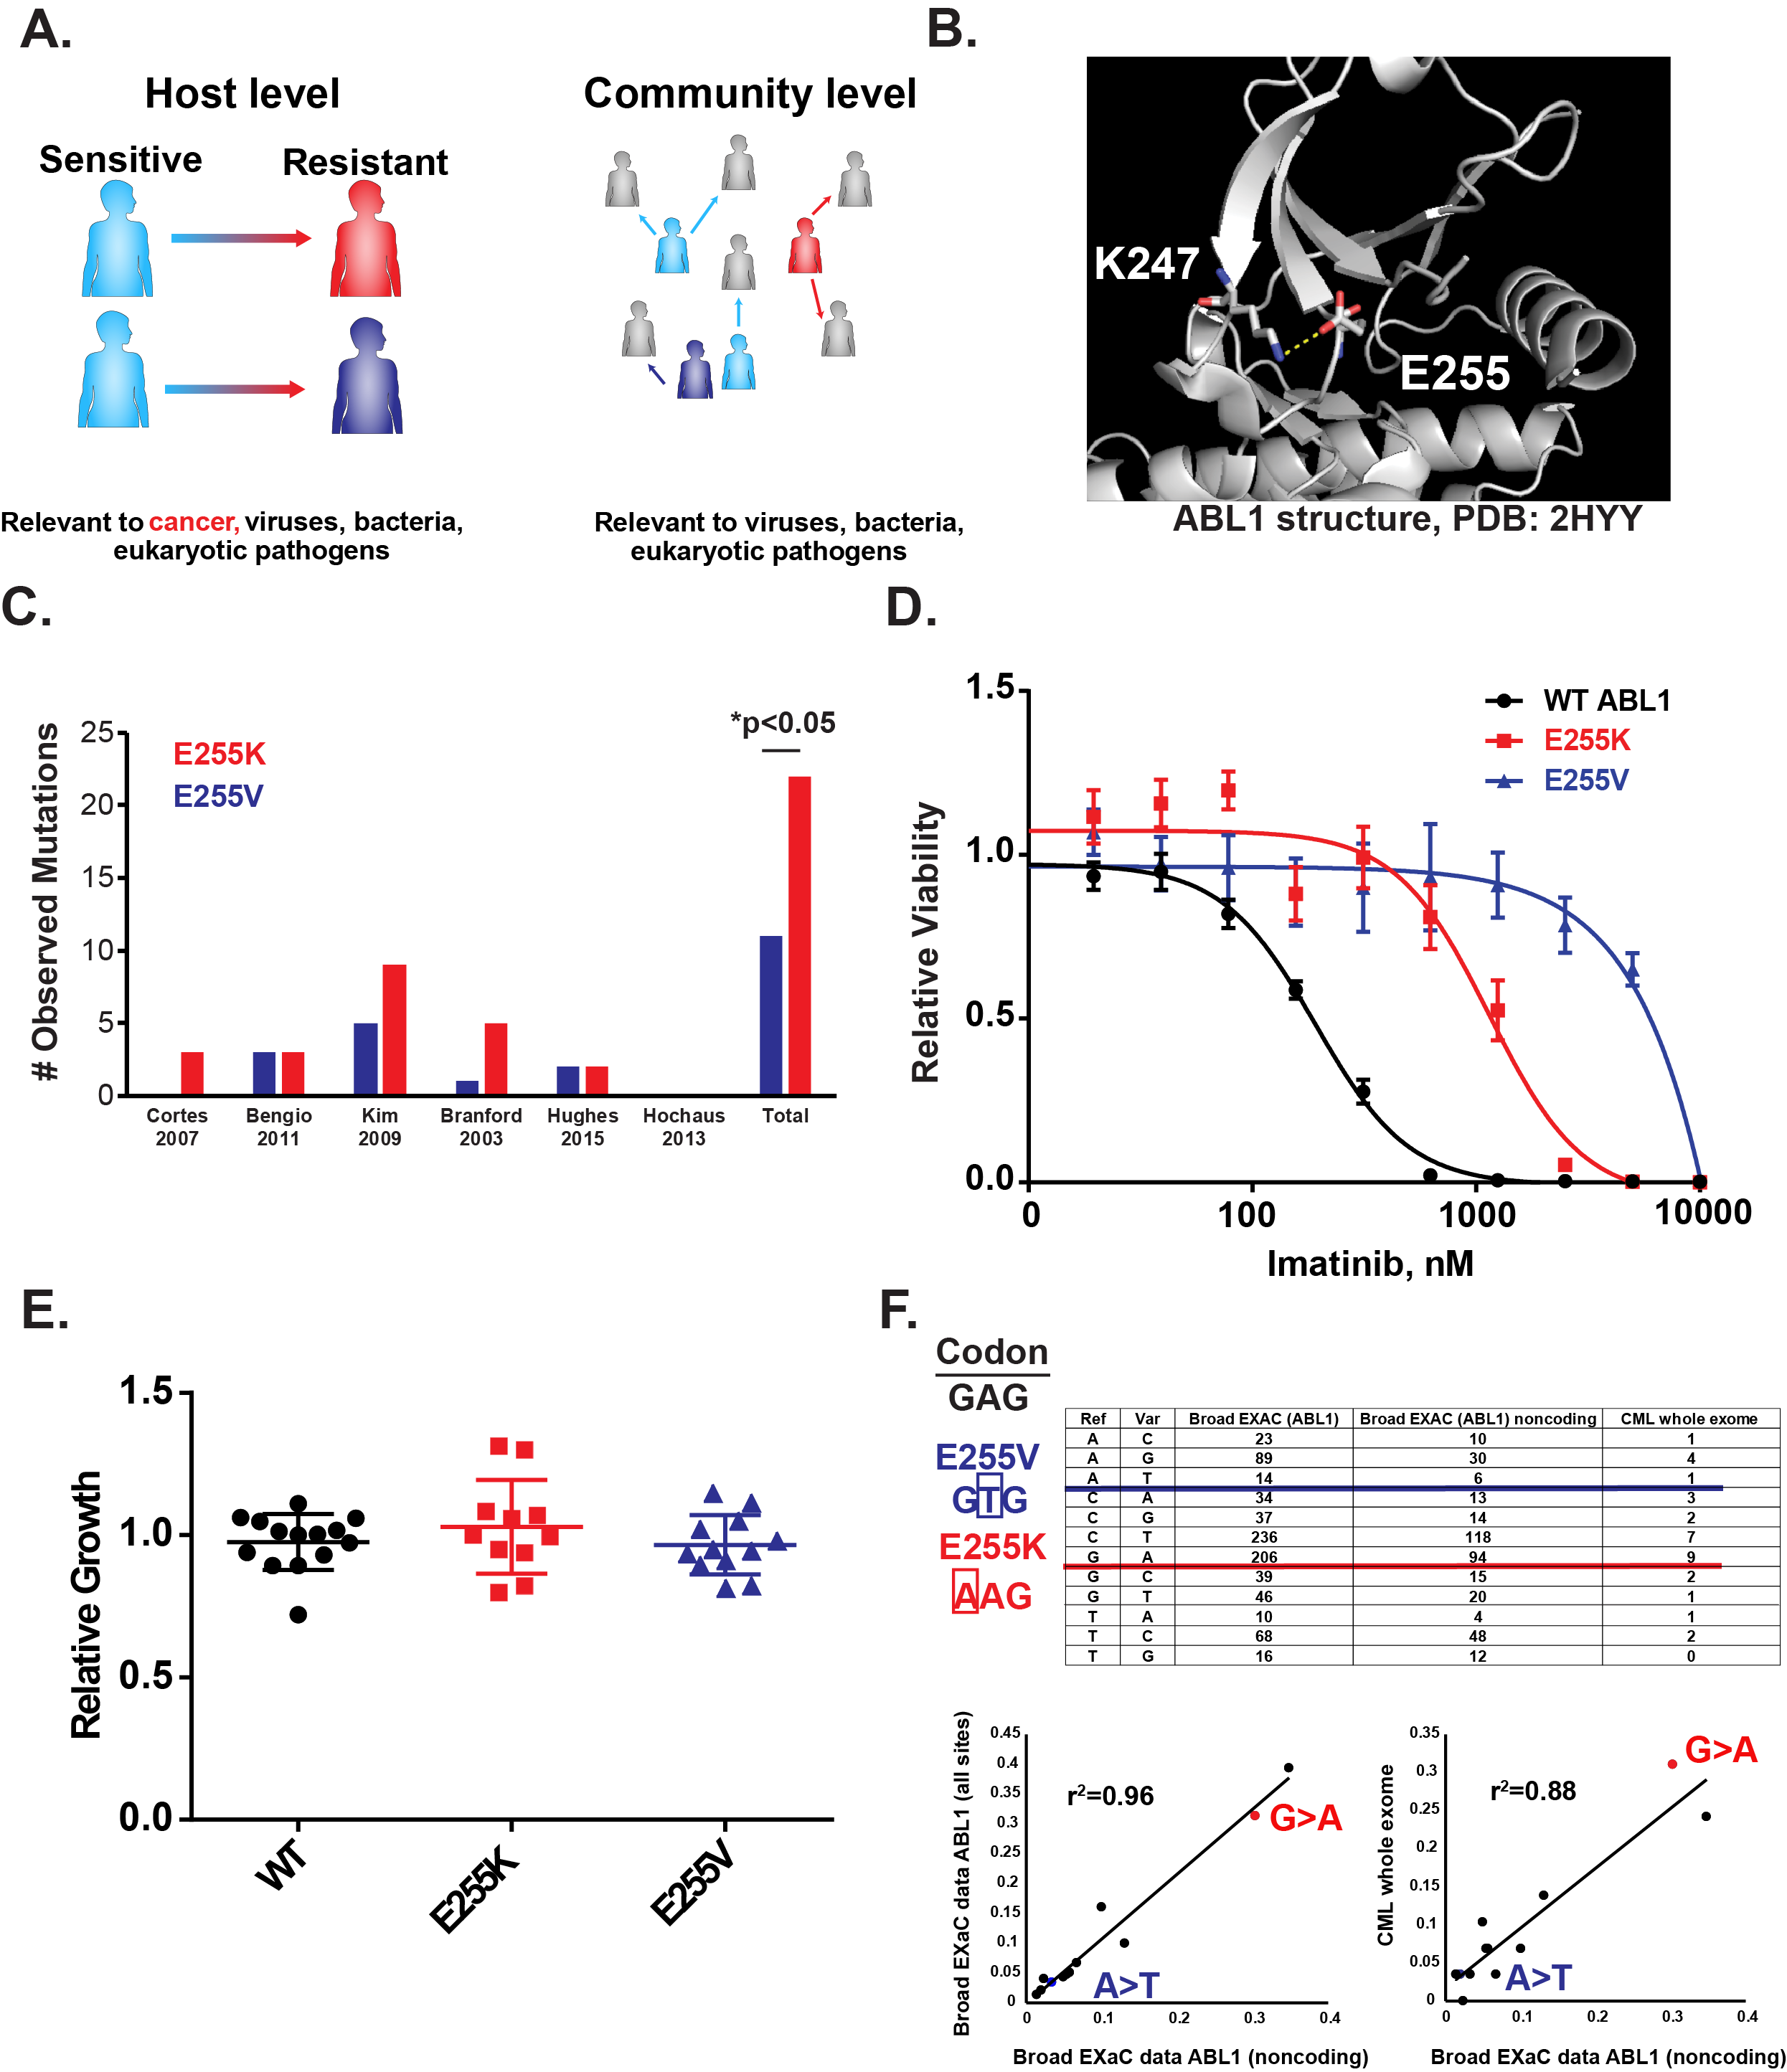 A.
Host level
Sensitive
Resistant
Relevant to cancer, viruses, bacteria,
eukaryotic pathogens
Community level
Relevant to viruses, bacteria,
eukaryotic pathogens
B.
K247
E255
ABL1 structure, PDB: 2HYY
C.
# Observed Mutations
25
20
15
10
5
0
E255K
E255V
*p<0.05
Cortes
2007
Bengio
2011
Kim
2009
Branford
2003
Hughes
2015
Hochaus
2013
Total
D.
Relative Viability
1.5
1.0
0.5
0.0
WT ABL1
E255K
E255V
0
100
1000
10000
Imatinib, nM
E.
Relative Growth
1.5
1.0
0.5
0.0
WT
E255K
E255V
F.
Codon
GAG
E255V
GTG
E255K
AAG
Ref Var Broad EXAC (ABL1) Broad EXAC (ABL1) noncoding CML whole exome
A C 23 10 1
A G 89 30 4
A T 14 6 1
C A 34 13 3
C G 37 14 2
C T 236 118 7
G A 206 94 9
G C 39 15 2
G T 46 20 1
T A 10 4 1
T C 68 48 2
T G 16 12 0
Broad EXaC data ABL1 (all sites)
0.45
0.4
0.35
0.3
0.25
0.2
0.15
0.1
0.05
0
r2=0.96
G>A
A>T
0
0.1
0.2
0.3
0.4
Broad EXaC data ABL1 (noncoding)
CML whole exome
0.35
0.3
0.25
0.2
0.15
0.1
0.05
0
r2=0.88
G>A
A>T
0
0.1
0.2
0.3
0.4
Broad EXaC data ABL1 (noncoding)